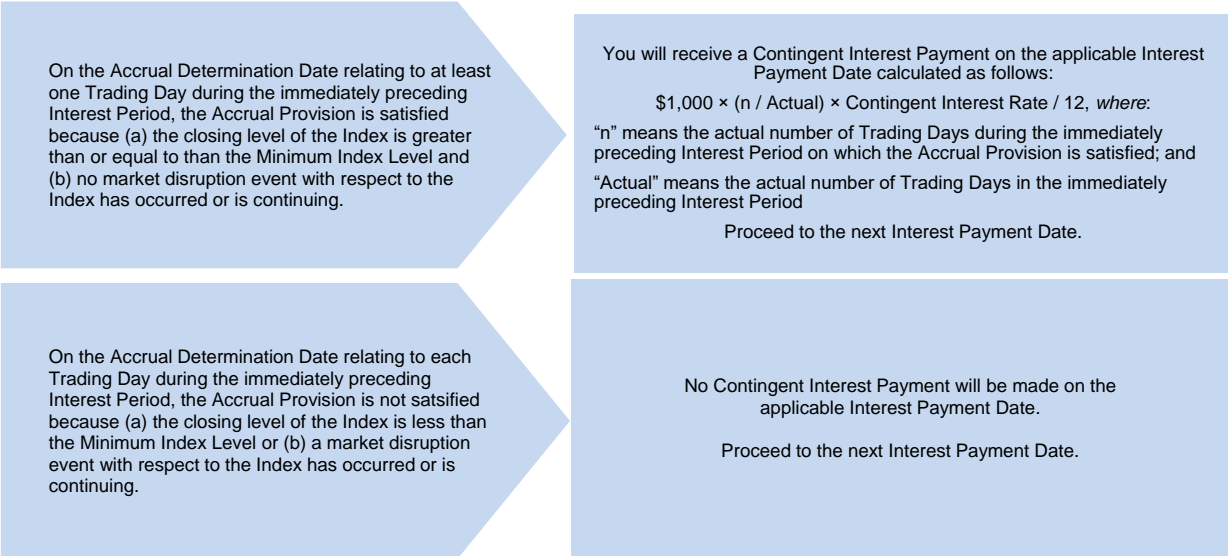 On the Accrual Determination Date relating to at least
one Trading Day during the immediately preceding
Interest Period, the Accrual Provision is satisfied
because (a) the closing level of the Index is greater
than or equal to than the Minimum Index Level and
(b) no market disruption event with respect to the
Index has occurred or is continuing.
You will receive a Contingent Interest Payment on the applicable Interest
Payment Date calculated as follows:
$1,000 × (n / Actual) × Contingent Interest Rate / 12, where:
“n” means the actual number of Trading Days during the immediately
preceding Interest Period on which the Accrual Provision is satisfied; and
“Actual” means the actual number of Trading Days in the immediately
preceding Interest Period
Proceed to the next Interest Payment Date.
On the Accrual Determination Date relating to each
Trading Day during the immediately preceding
Interest Period, the Accrual Provision is not satsified
because (a) the closing level of the Index is less than
the Minimum Index Level or (b) a market disruption
event with respect to the Index has occurred or is
continuing.
No Contingent Interest Payment will be made on the
applicable Interest Payment Date.
Proceed to the next Interest Payment Date.